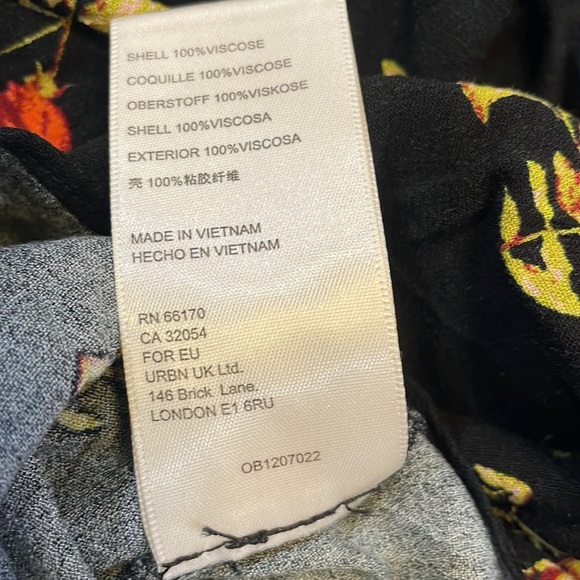 SHELL 100%VISCOSE
COQUILLE 100%VISCOSE
OBERSTOFF 100%VISKOSE
SHELL 100%VISCOSA
EXTERIOR 100%VISCOSA
亮 100%粘胶纤维
MADE IN VIETNAM
HECHO EN VIETNAM
RN 66170
CA 32054
FOR EU
URBN UK Ltd.
146 Brick Lane.
LONDON E1 6RU
OB1207022